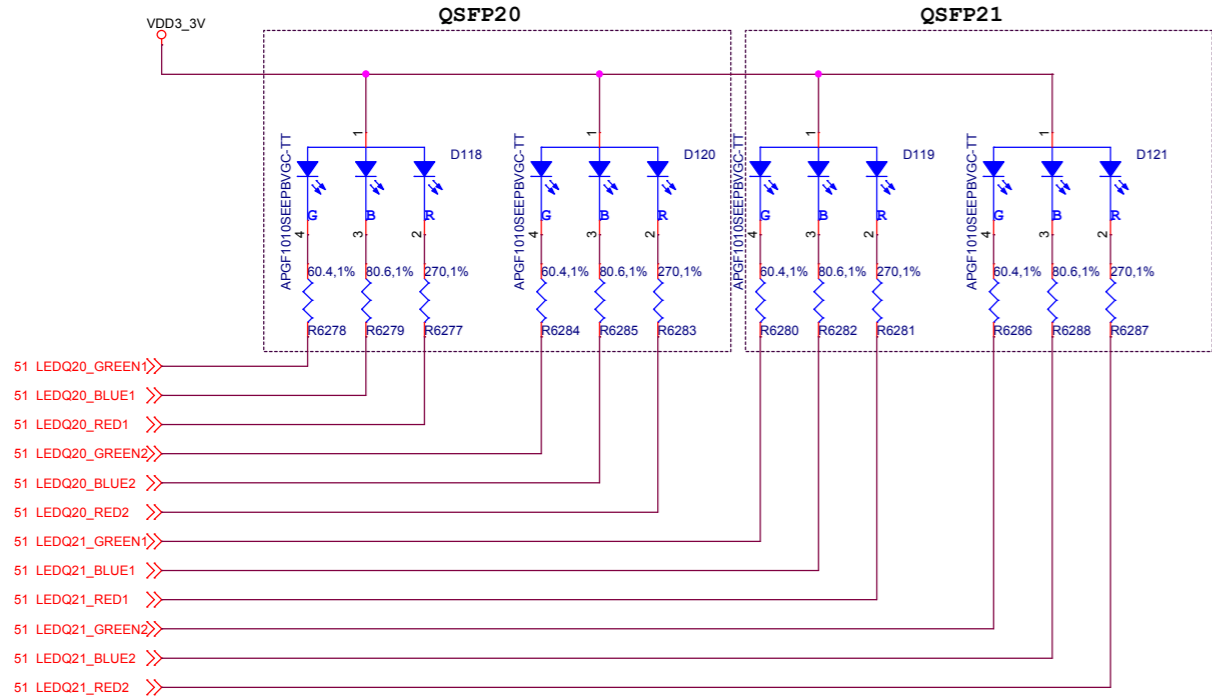 QSFP20
QSFP21
VDD3_3V
APGF1010SEEPBVGC-TT
1
D118
G
B
R
4
3
2
60.4,1%
80.6,1%
270,1%
R6278
R6279
R6277
APGF1010SEEPBVGC-TT
1
D120
G
B
R
4
3
2
60.4,1%
80.6,1%
270,1%
R6284
R6285
R6283
APGF1010SEEPBVGC-TT
1
D119
G
B
R
4
3
2
60.4,1%
80.6,1%
270,1%
R6280
R6282
R6281
APGF1010SEEPBVGC-TT
1
D121
G
B
R
4
3
2
60.4,1%
80.6,1%
270,1%
R6286
R6288
R6287
51 LEDQ20_GREEN1
51 LEDQ20_BLUE1
51 LEDQ20_RED1
51 LEDQ20_GREEN2
51 LEDQ20_BLUE2
51 LEDQ20_RED2
51 LEDQ21_GREEN1
51 LEDQ21_BLUE1
51 LEDQ21_RED1
51 LEDQ21_GREEN2
51 LEDQ21_BLUE2
51 LEDQ21_RED2